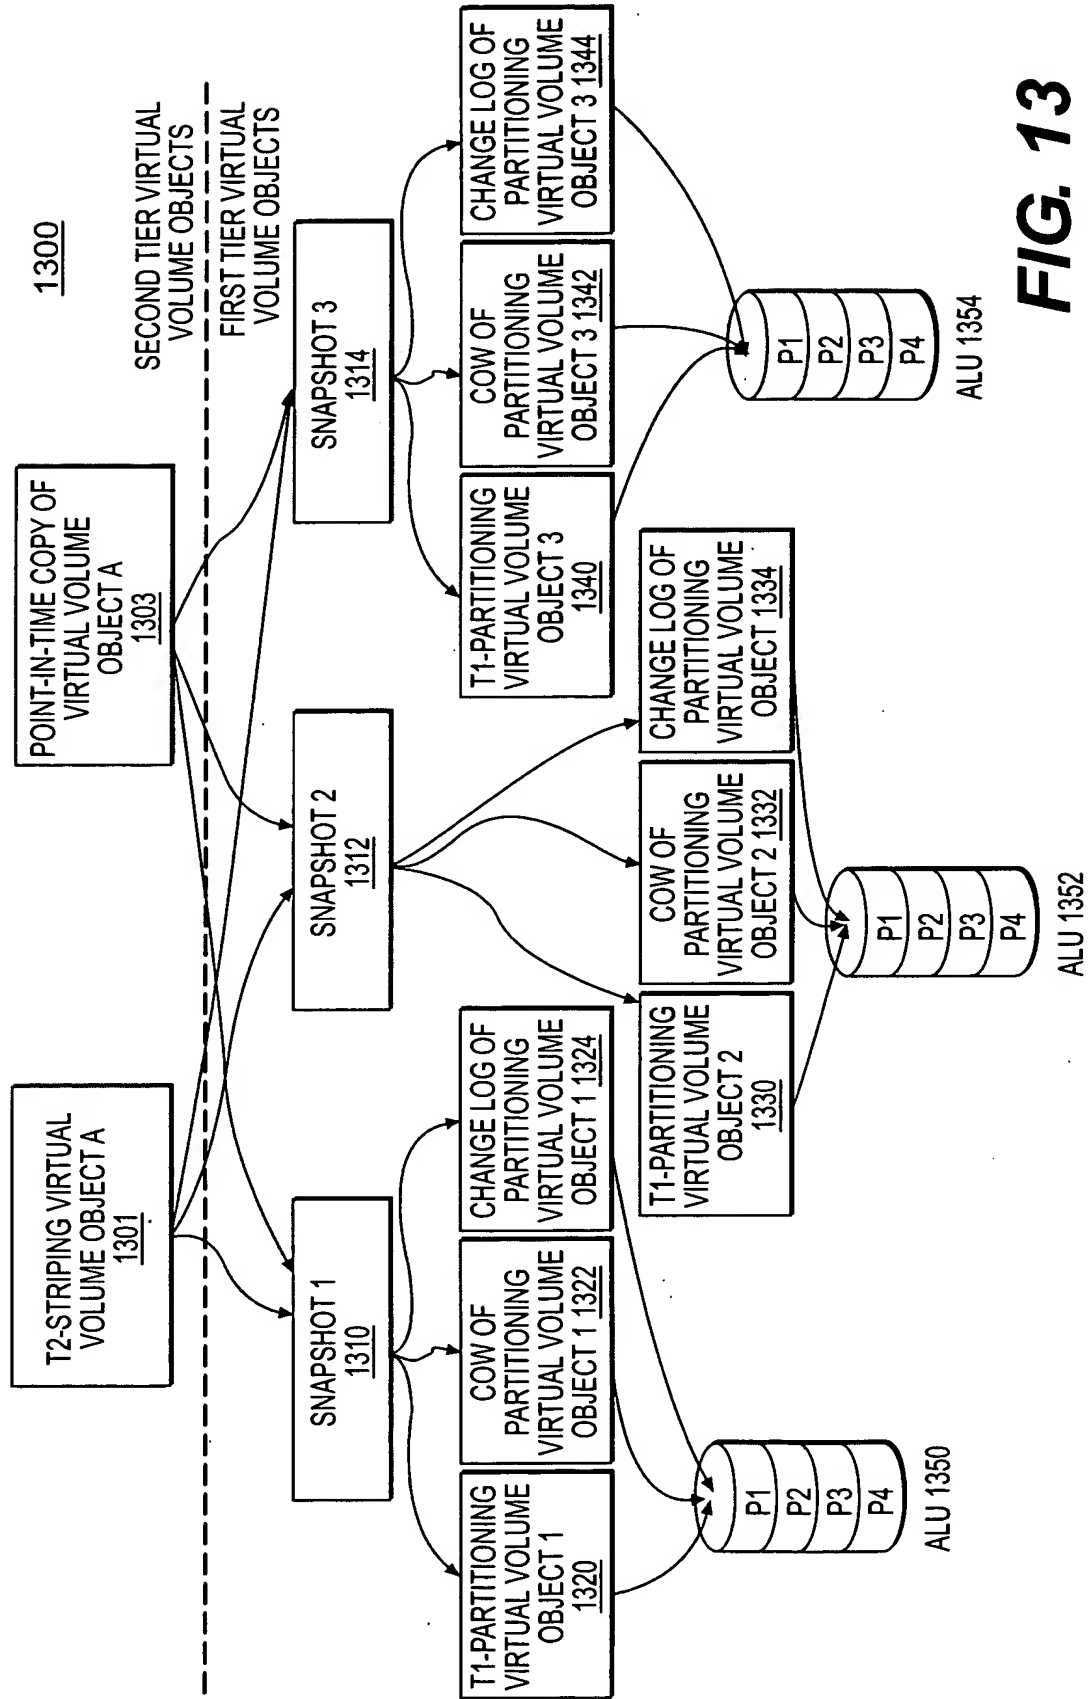 1300
SECOND TIER VIRTUAL
VOLUME OBJECTS
FIRST TIER VIRTUAL
VOLUME OBJECTS
T2-STRIPING VIRTUAL
VOLUME OBJECT A
1301
POINT-IN-TIME COPY OF
VIRTUAL VOLUME
OBJECT A
1303
SNAPSHOT 1
1310
SNAPSHOT 2
1312
SNAPSHOT 3
1314
T1-PARTITIONING
VIRTUAL VOLUME
OBJECT 1
1320
COW OF
PARTITIONING
VIRTUAL VOLUME
OBJECT 1 1322
CHANGE LOG OF
PARTITIONING
VIRTUAL VOLUME
OBJECT 1 1324
T1-PARTITIONING
VIRTUAL VOLUME
OBJECT 2
1330
COW OF
PARTITIONING
VIRTUAL VOLUME
OBJECT 2 1332
CHANGE LOG OF
PARTITIONING
VIRTUAL VOLUME
OBJECT 1334
T1-PARTITIONING
VIRTUAL VOLUME
OBJECT 3
1340
COW OF
PARTITIONING
VIRTUAL VOLUME
OBJECT 3 1342
CHANGE LOG OF
PARTITIONING
VIRTUAL VOLUME
OBJECT 3 1344
P1
P2
P3
P4
ALU 1350
P1
P2
P3
P4
ALU 1352
P1
P2
P3
P4
ALU 1354
FIG. 13